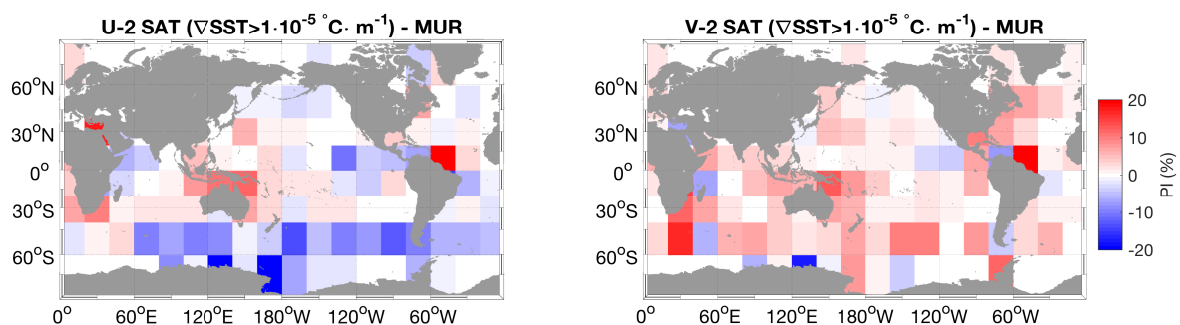 U-2 SAT (∇SST>1·10⁻⁵ °C· m⁻¹) - MUR
60°N
30°N
0°
30°S
60°S
0° 60°E 120°E 180°W 120°W 60°W
V-2 SAT (∇SST>1·10⁻⁵ °C· m⁻¹) - MUR
60°N
30°N
0°
30°S
60°S
0° 60°E 120°E 180°W 120°W 60°W
20
10
0
-10
-20
PI (%)